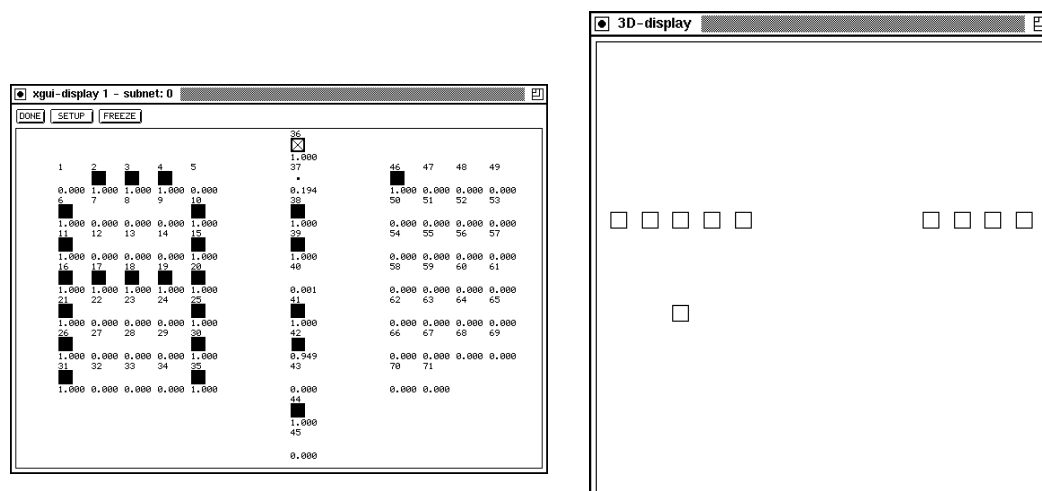 xgui-display 1 - subnet: 0
DONE SETUP FREEZE
36
1.000
1 2 3 4 5 37 46 47 48 49
0.000 1.000 1.000 1.000 0.000 0.194 1.000 0.000 0.000 0.000
6 7 8 9 10 38 50 51 52 53
1.000 0.000 0.000 0.000 1.000 1.000 0.000 0.000 0.000 0.000
11 12 13 14 15 39 54 55 56 57
1.000 0.000 0.000 0.000 1.000 1.000 0.000 0.000 0.000 0.000
16 17 18 19 20 40 58 59 60 61
1.000 1.000 1.000 1.000 1.000 0.001 0.000 0.000 0.000 0.000
21 22 23 24 25 41 62 63 64 65
1.000 0.000 0.000 0.000 1.000 1.000 0.000 0.000 0.000 0.000
26 27 28 29 30 42 66 67 68 69
1.000 0.000 0.000 0.000 1.000 0.949 0.000 0.000 0.000 0.000
31 32 33 34 35 43 70 71
1.000 0.000 0.000 0.000 1.000 0.000 0.000 0.000
44
1.000
45
0.000
3D-display